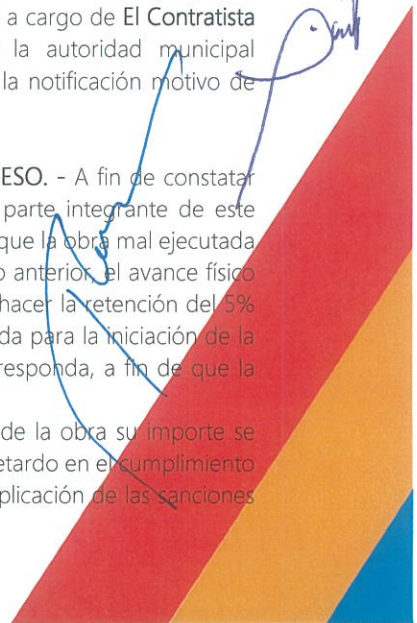 a cargo de El Contratista
la autoridad municipal
la notificación motivo de
ESO. - A fin de constatar
parte integrante de este
que la obra mal ejecutada
o anterior, el avance físico
hacer la retención del 5%
da para la iniciación de la
responda, a fin de que la
de la obra su importe se
etardo en el cumplimiento
plicación de las sanciones